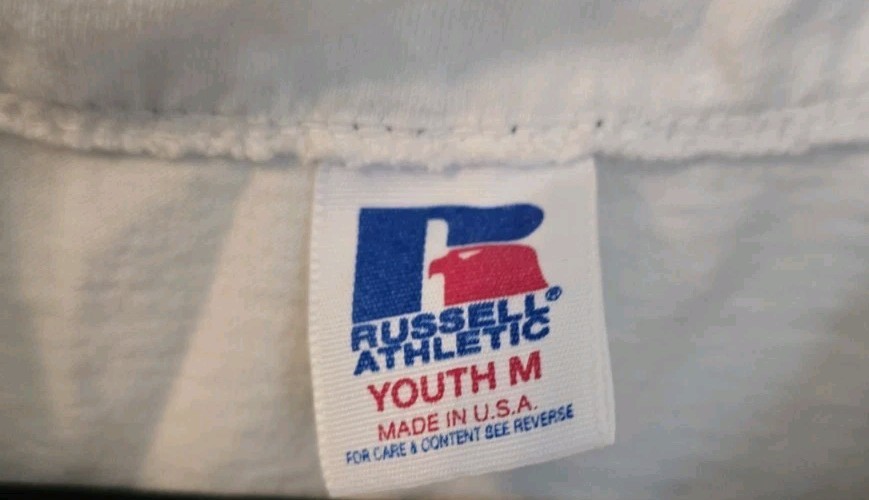 RUSSELL®
ATHLETIC
YOUTH M
MADE IN U.S.A.
FOR CARE & CONTENT SEE REVERSE